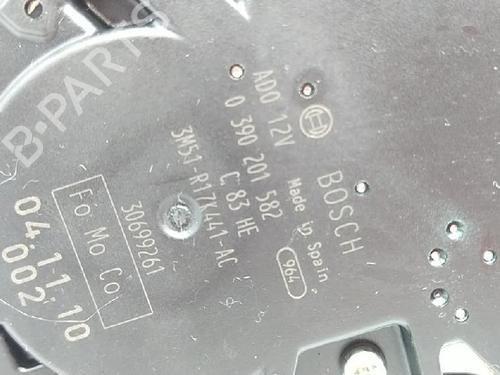 BOSCH
Made in Spain
964
ADO 12V
0 390 201 582
C 83 HE
3M51-R17K441-AC
30699261
Fo Mo Co
04.11.10
002
B-PARTS